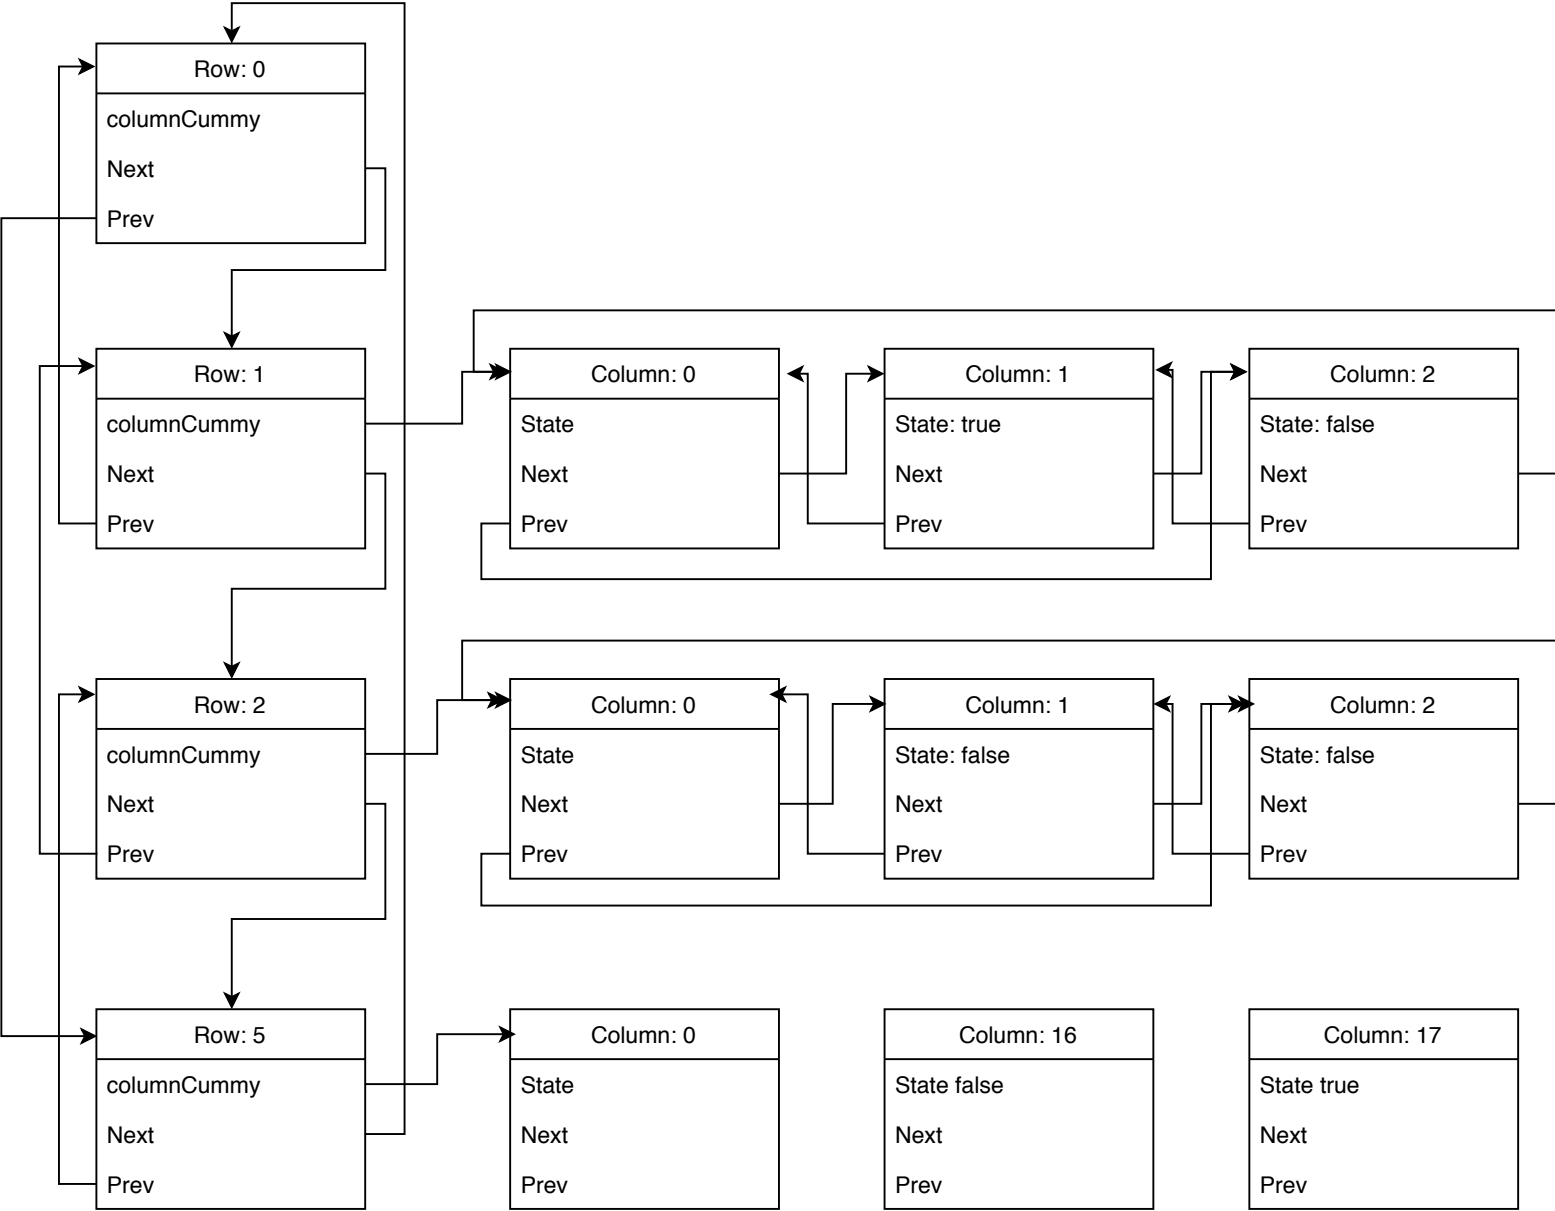 Row: 0
columnCummy
Next
Prev
Row: 1
columnCummy
Next
Prev
Column: 0
State
Next
Prev
Column: 1
State: true
Next
Prev
Column: 2
State: false
Next
Prev
Row: 2
columnCummy
Next
Prev
Column: 0
State
Next
Prev
Column: 1
State: false
Next
Prev
Column: 2
State: false
Next
Prev
Row: 5
columnCummy
Next
Prev
Column: 0
State
Next
Prev
Column: 16
State false
Next
Prev
Column: 17
State true
Next
Prev